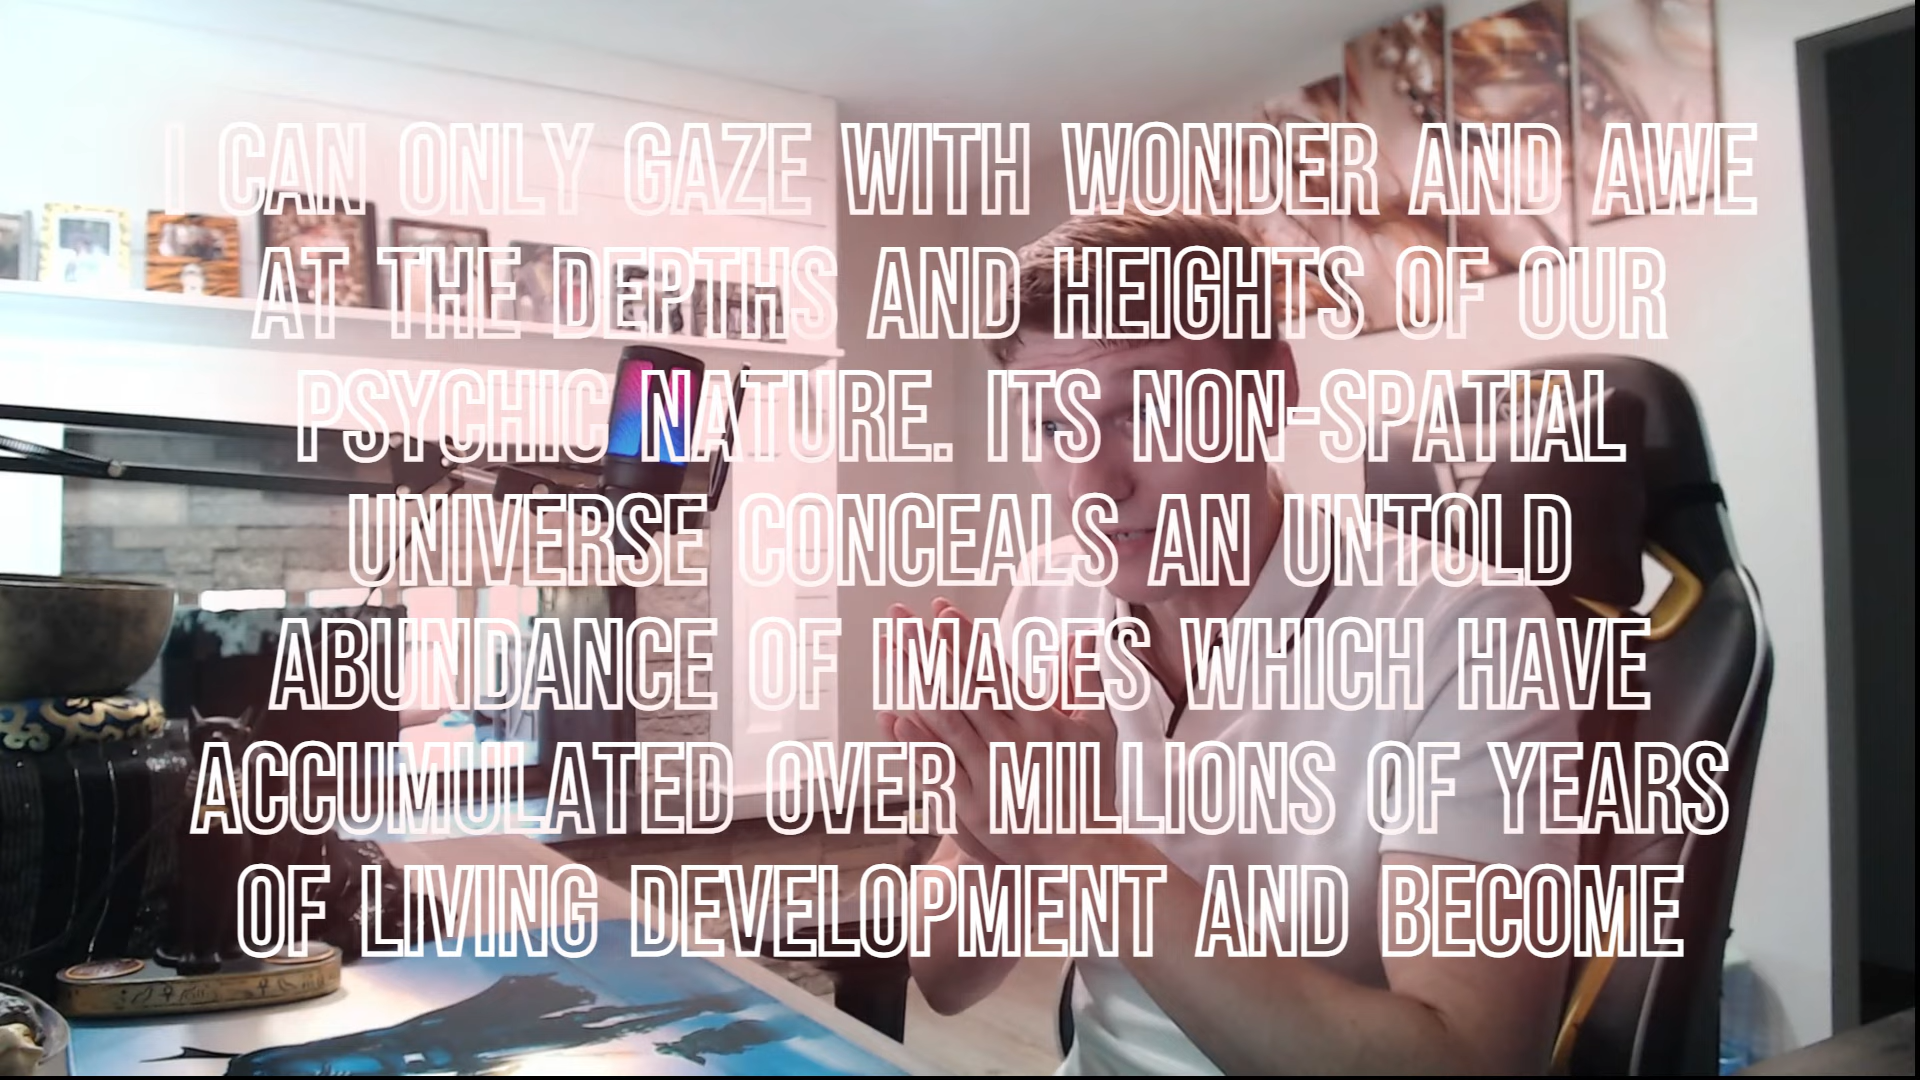 I CAN ONLY GAZE WITH WONDER AND AWE
AT THE DEPTHS AND HEIGHTS OF OUR
PSYCHIC NATURE. ITS NON-SPATIAL
UNIVERSE CONCEALS AN UNTOLD
ABUNDANCE OF IMAGES WHICH HAVE
ACCUMULATED OVER MILLIONS OF YEARS
OF LIVING DEVELOPMENT AND BECOME